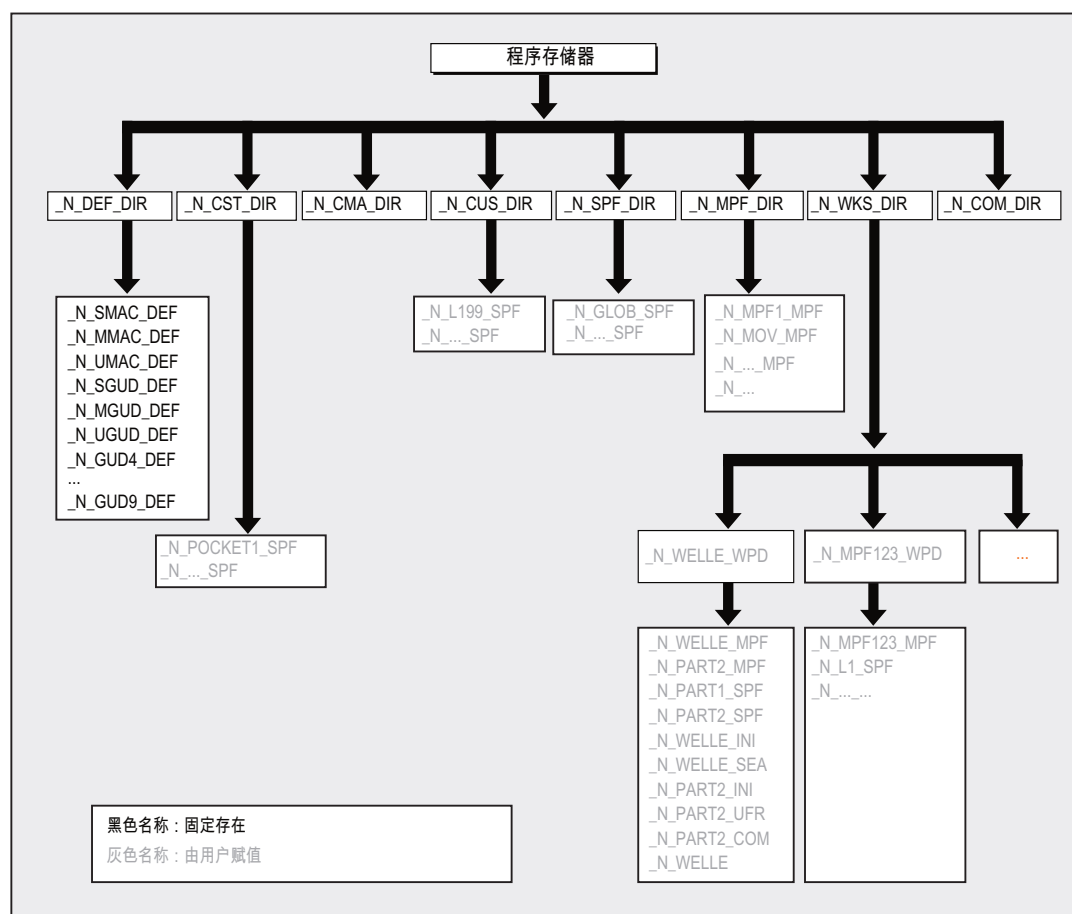 程序存储器
_N_DEF_DIR
_N_CST_DIR
_N_CMA_DIR
_N_CUS_DIR
_N_SPF_DIR
_N_MPF_DIR
_N_WKS_DIR
_N_COM_DIR
_N_SMAC_DEF
_N_MMAC_DEF
_N_UMAC_DEF
_N_SGUD_DEF
_N_MGUD_DEF
_N_UGUD_DEF
_N_GUD4_DEF
...
_N_GUD9_DEF
_N_L199_SPF
_N_..._SPF
_N_GLOB_SPF
_N_..._SPF
_N_MPF1_MPF
_N_MOV_MPF
_N_..._MPF
_N_...
_N_POCKET1_SPF
_N_..._SPF
_N_WELLE_WPD
_N_MPF123_WPD
...
_N_WELLE_MPF
_N_PART2_MPF
_N_PART1_SPF
_N_PART2_SPF
_N_WELLE_INI
_N_WELLE_SEA
_N_PART2_INI
_N_PART2_UFR
_N_PART2_COM
_N_WELLE
_N_MPF123_MPF
_N_L1_SPF
_N_..._...
黑色名称：固定存在
灰色名称：由用户赋值